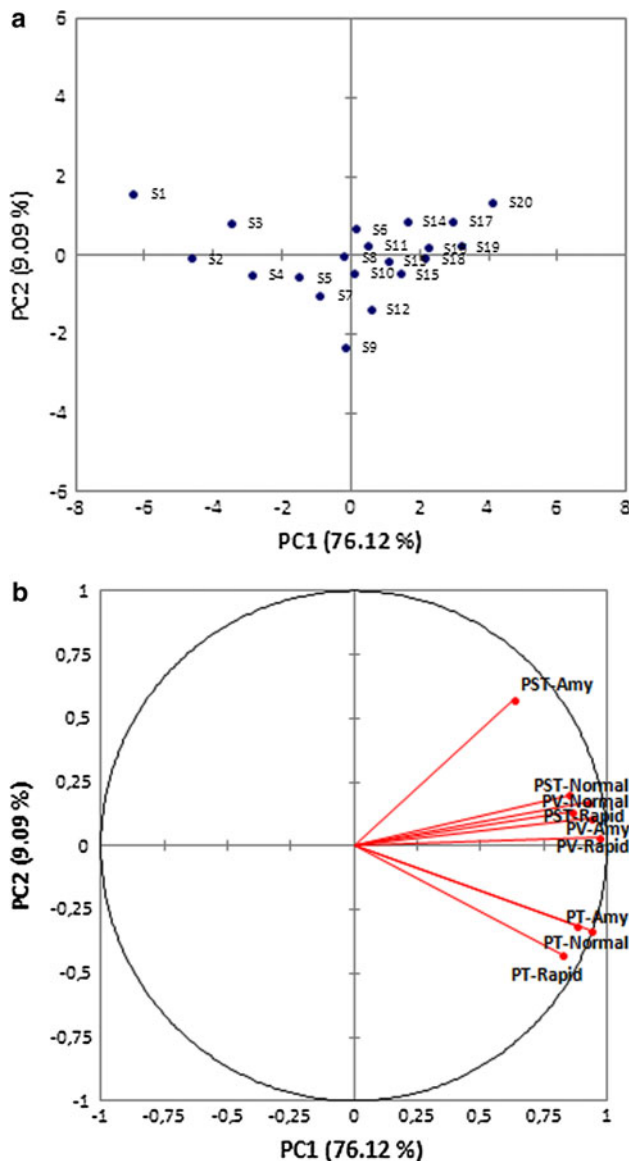 a
6
4
2
0
-2
-4
-6
PC2 (9.09 %)
S1
S3
S2
S4
S5
S7
S6
S8
S11
S10
S9
S12
S14
S17
S20
S13
S19
S13
S18
S15
-8
-6
-4
-2
0
2
4
6
8
PC1 (76.12 %)
b
1
0,75
0,5
0,25
0
-0,25
-0,5
-0,75
-1
PC2 (9.09 %)
PST-Amy
PST-Normal
PV-Normal
PST-Rapid
PV-Amy
PV-Rapid
PT-Amy
PT-Normal
PT-Rapid
-1
-0,75
-0,5
-0,25
0
0,25
0,5
0,75
1
PC1 (76.12 %)